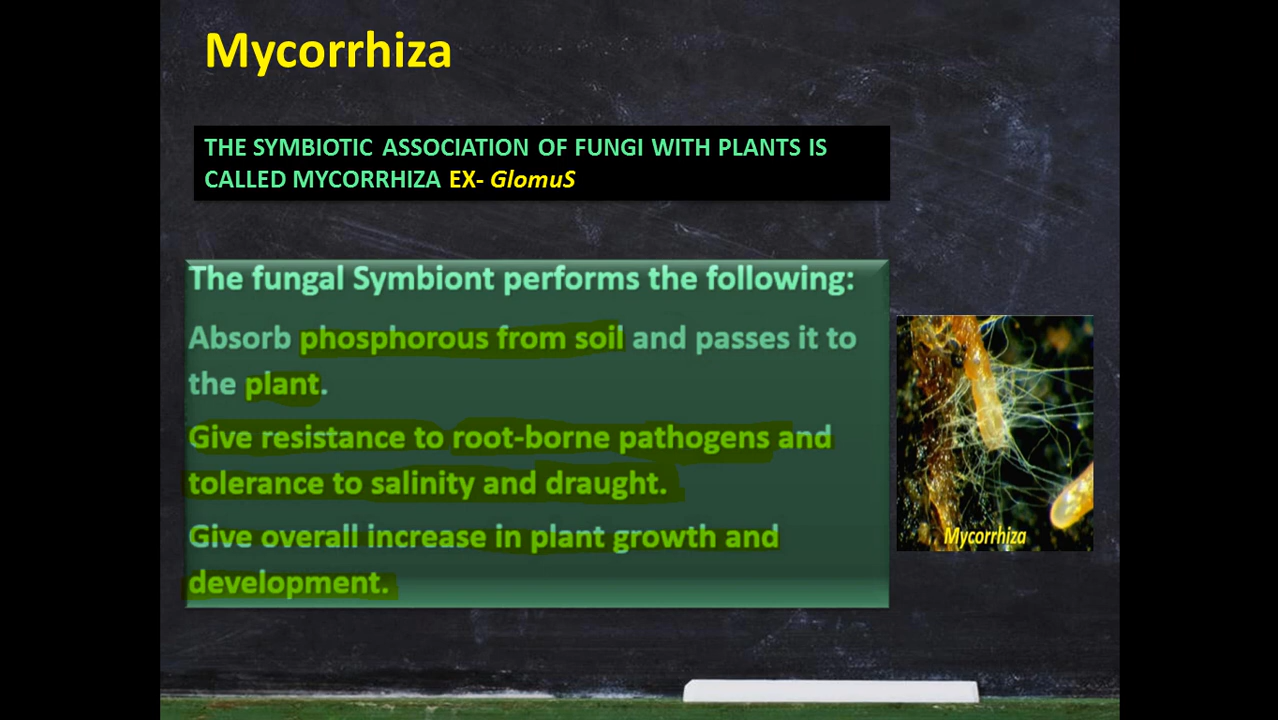 Mycorrhiza
THE SYMBIOTIC ASSOCIATION OF FUNGI WITH PLANTS IS
CALLED MYCORRHIZA EX- GlomuS
The fungal Symbiont performs the following:
Absorb phosphorous from soil and passes it to
the plant.
Give resistance to root-borne pathogens and
tolerance to salinity and draught.
Give overall increase in plant growth and
development.
Mycorrhiza